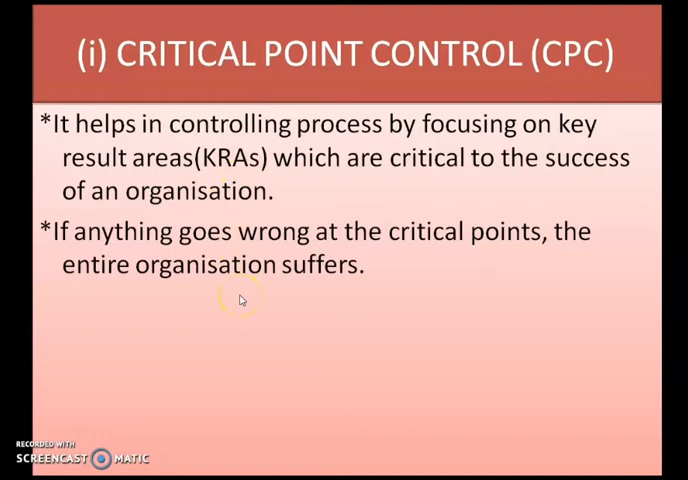 (i) CRITICAL POINT CONTROL (CPC)
*It helps in controlling process by focusing on key
result areas(KRAs) which are critical to the success
of an organisation.
*If anything goes wrong at the critical points, the
entire organisation suffers.
RECORDED WITH
SCREENCAST MATIC